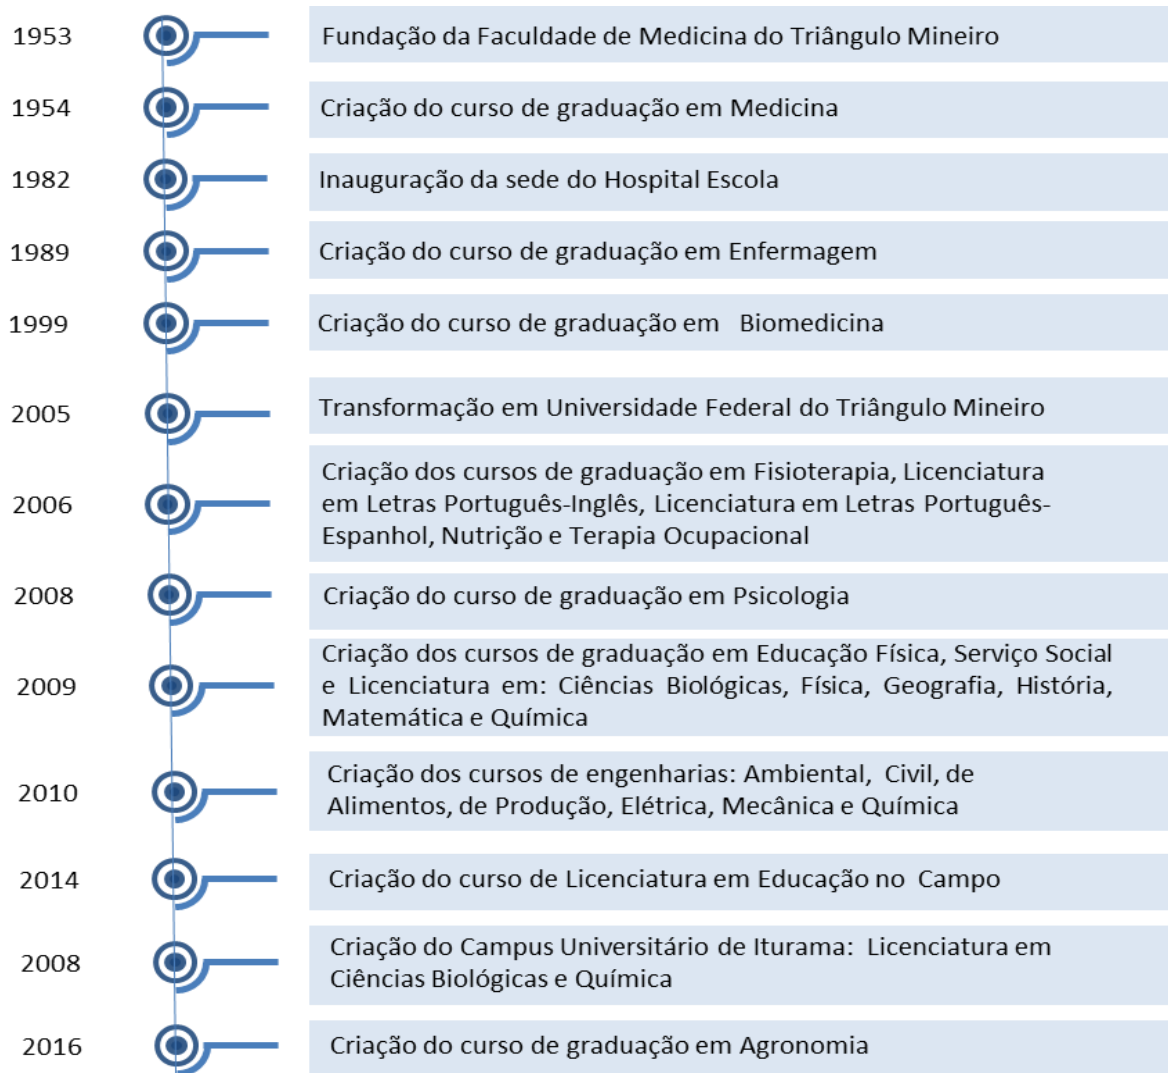 1953 Fundação da Faculdade de Medicina do Triângulo Mineiro
1954 Criação do curso de graduação em Medicina
1982 Inauguração da sede do Hospital Escola
1989 Criação do curso de graduação em Enfermagem
1999 Criação do curso de graduação em Biomedicina
2005 Transformação em Universidade Federal do Triângulo Mineiro
2006 Criação dos cursos de graduação em Fisioterapia, Licenciatura
em Letras Português-Inglês, Licenciatura em Letras Português-
Espanhol, Nutrição e Terapia Ocupacional
2008 Criação do curso de graduação em Psicologia
2009 Criação dos cursos de graduação em Educação Física, Serviço Social
e Licenciatura em: Ciências Biológicas, Física, Geografia, História,
Matemática e Química
2010 Criação dos cursos de engenharias: Ambiental, Civil, de
Alimentos, de Produção, Elétrica, Mecânica e Química
2014 Criação do curso de Licenciatura em Educação no Campo
2008 Criação do Campus Universitário de Iturama: Licenciatura em
Ciências Biológicas e Química
2016 Criação do curso de graduação em Agronomia